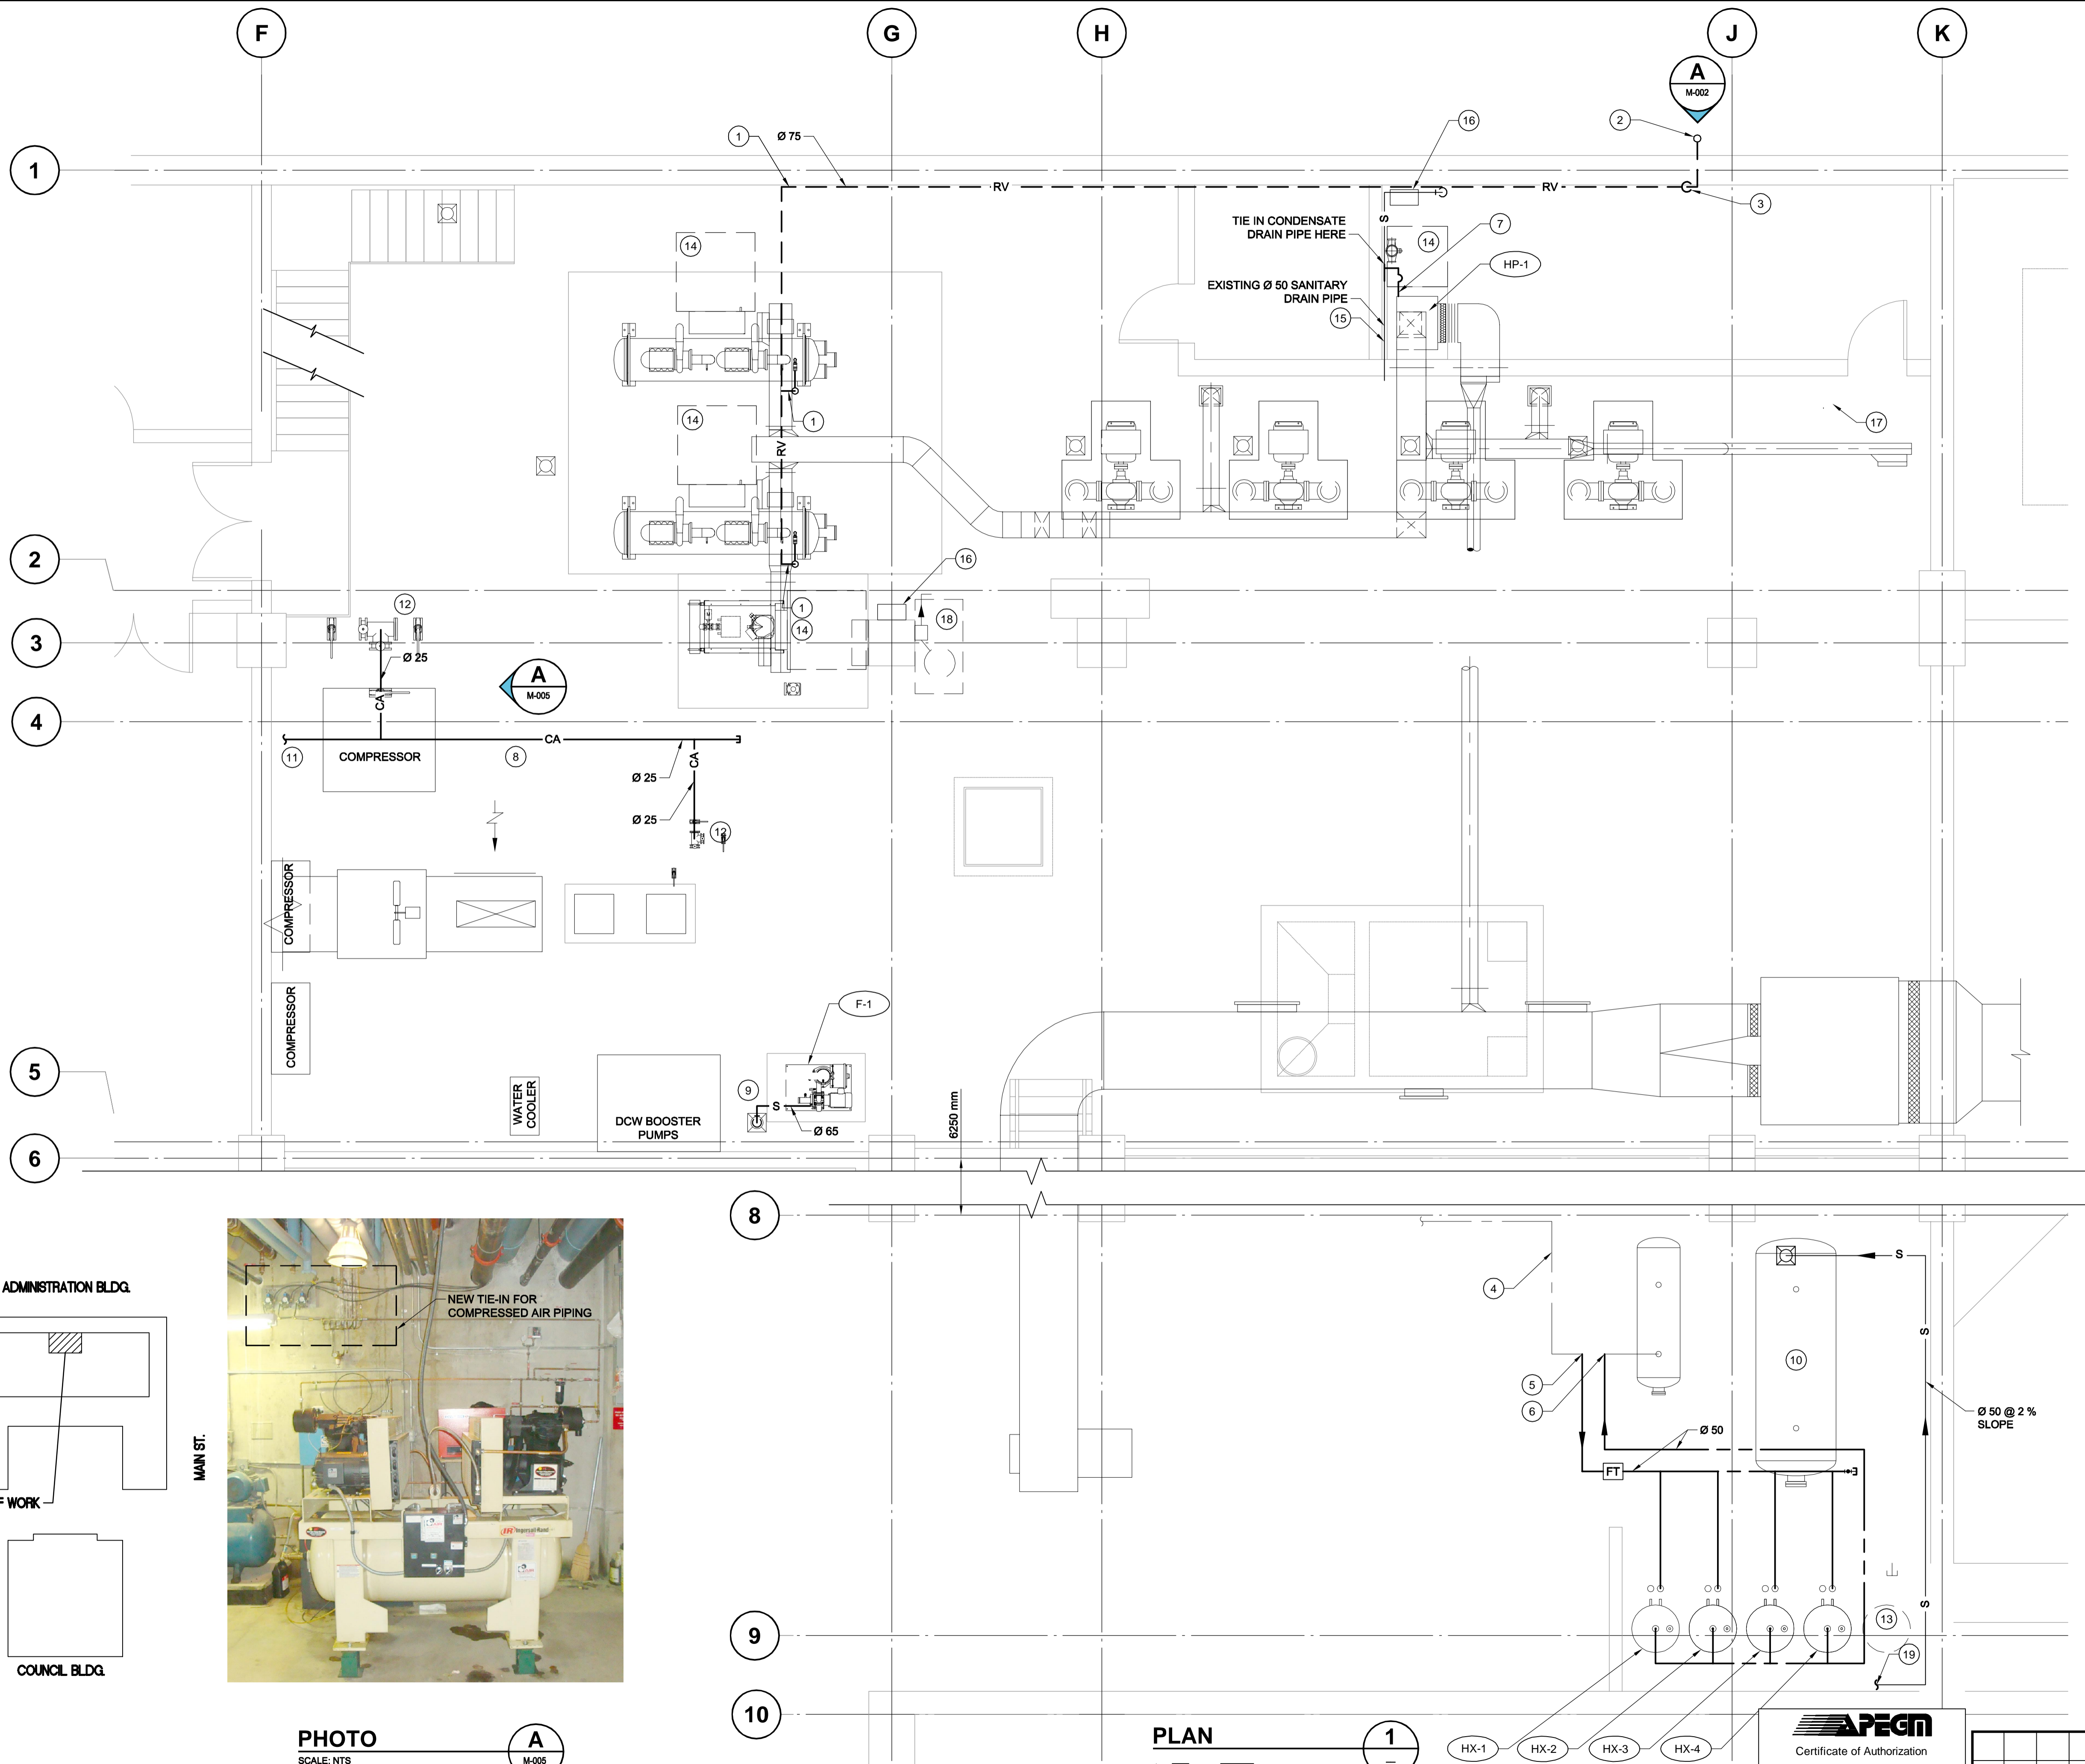 F
G
H
J
K
A
M-002
1
Ø 75
16
2
1
RV
RV
3
S
TIE IN CONDENSATE
DRAIN PIPE HERE
7
14
14
HP-1
EXISTING Ø 50 SANITARY
DRAIN PIPE
15
14
1
17
RV
2
16
12
1
14
18
3
Ø 25
A
M-005
CA
4
CA
11
COMPRESSOR
8
CA
Ø 25
Ø 25
12
COMPRESSOR
COMPRESSOR
F-1
5
9
S
WATER
COOLER
DCW BOOSTER
PUMPS
Ø 65
6250 mm
6
8
S
ADMINISTRATION BLDG.
NEW TIE-IN FOR
COMPRESSED AIR PIPING
4
S
10
5
6
Ø 50 @ 2 %
SLOPE
Ø 50
MAIN ST.
FT
F WORK
Ingersoll-Rand
S
13
9
19
COUNCIL BLDG.
10
PHOTO
SCALE: NTS
A
M-005
PLAN
1
HX-1
HX-2
HX-3
HX-4
APEGM
Certificate of Authorization